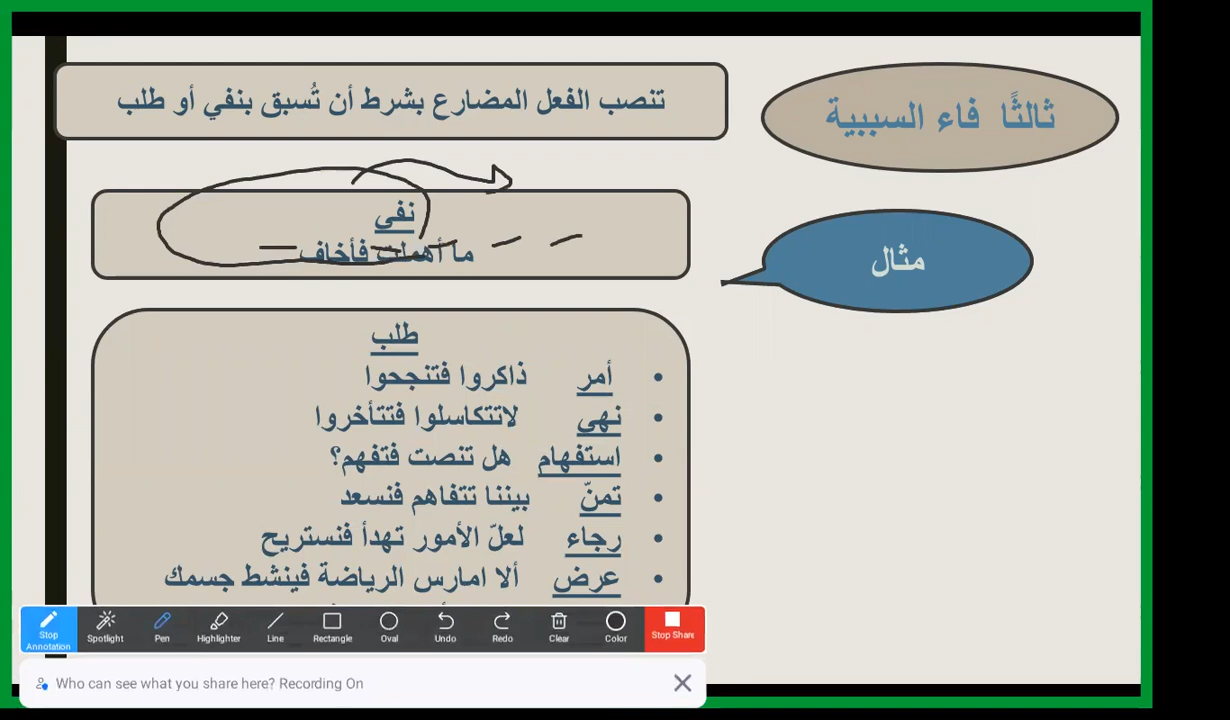 ثالثًا فاء السببية
تنصب الفعل المضارع بشرط أن تُسبق بنفي أو طلب
مثال
نفي
ما أهملت فأخاف
طلب
• أمر ذاكروا فتنجحوا
• نهي لاتتكاسلوا فتتأخروا
• استفهام هل تنصت فتفهم؟
• تمنّ بيننا تتفاهم فنسعد
• رجاء لعلّ الأمور تهدأ فنستريح
• عرض ألا امارس الرياضة فينشط جسمك
Stop Annotation
Spotlight
Pen
Highlighter
Line
Rectangle
Oval
Undo
Redo
Clear
Color
Stop Share
Who can see what you share here? Recording On